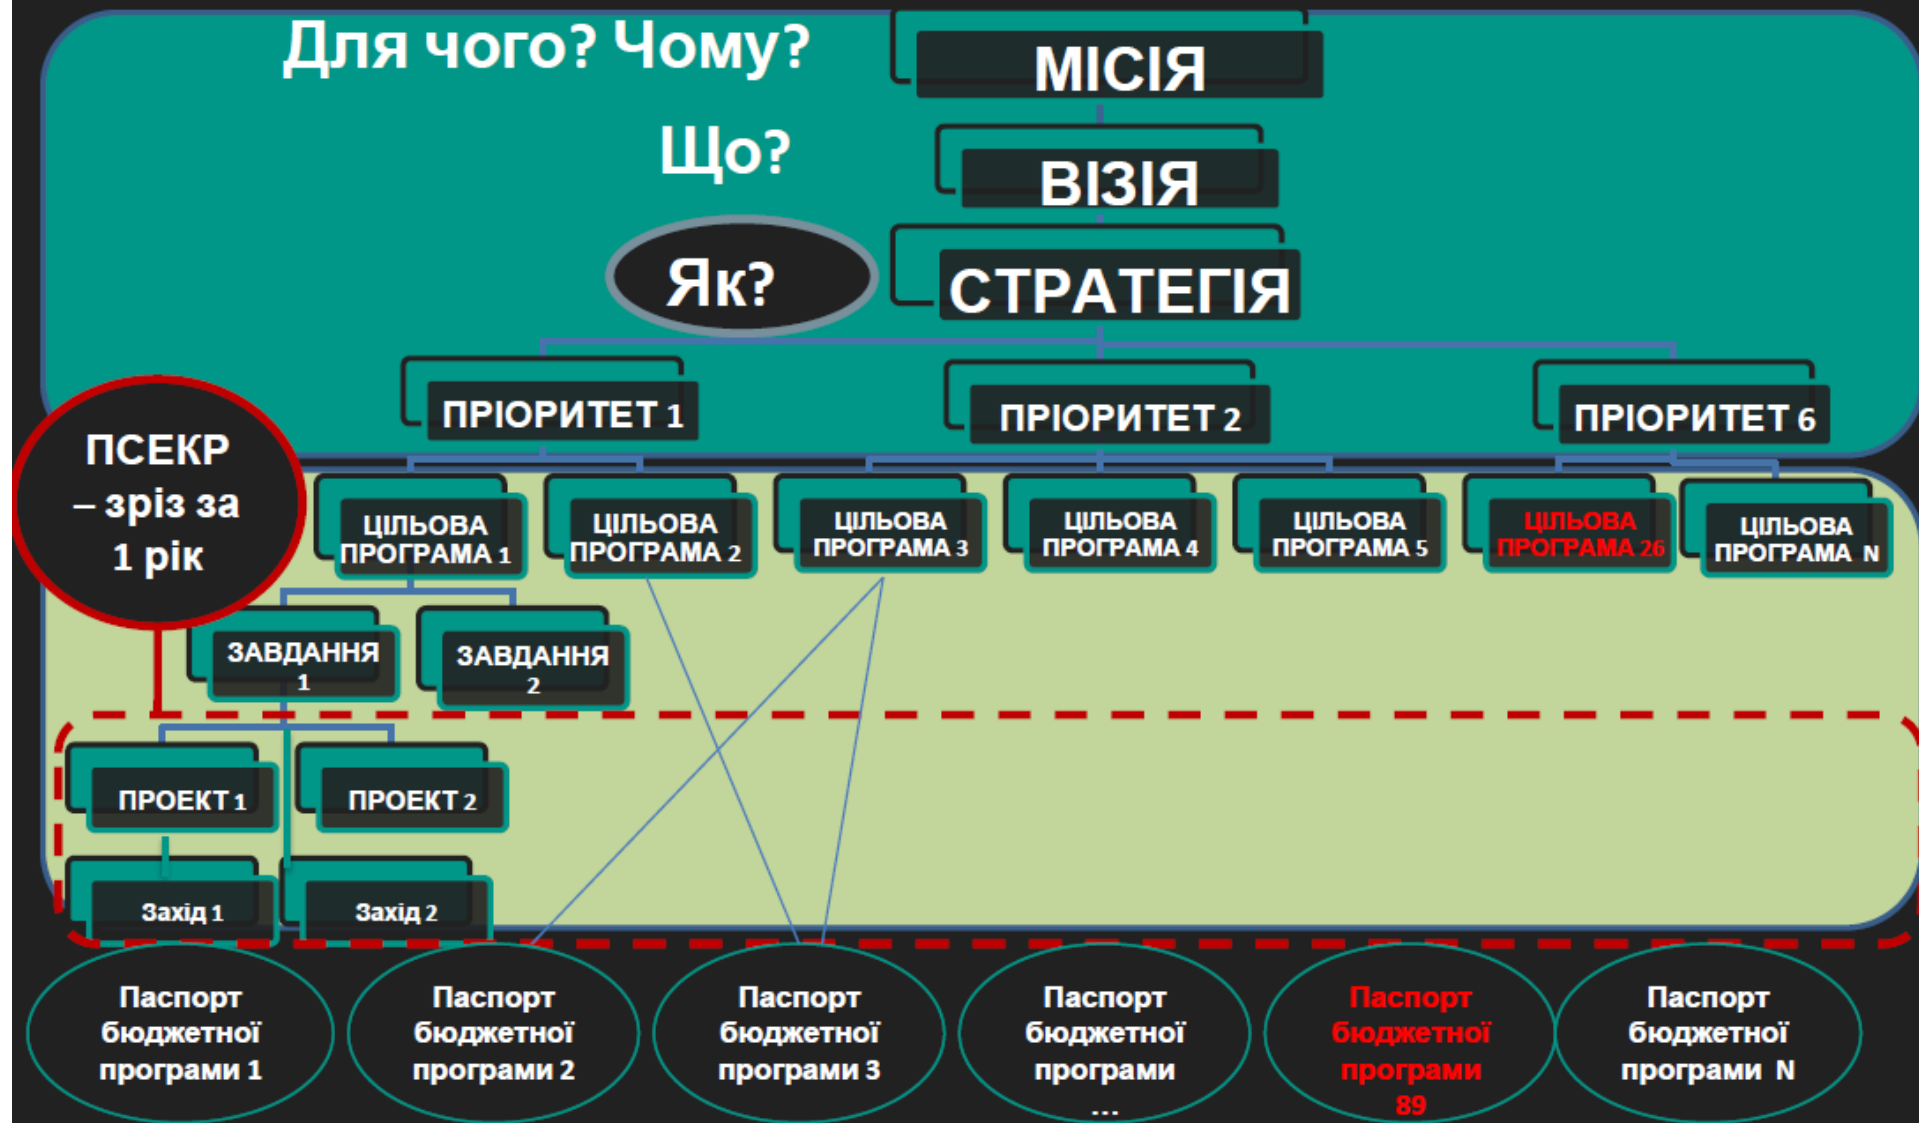 Для чого? Чому?
МІСІЯ
Що?
ВІЗІЯ
Як?
СТРАТЕГІЯ
ПРІОРИТЕТ 1
ПРІОРИТЕТ 2
ПРІОРИТЕТ 6
ПСЕКР
– зріз за
1 рік
ЦІЛЬОВА
ПРОГРАМА 1
ЦІЛЬОВА
ПРОГРАМА 2
ЦІЛЬОВА
ПРОГРАМА 3
ЦІЛЬОВА
ПРОГРАМА 4
ЦІЛЬОВА
ПРОГРАМА 5
ЦІЛЬОВА
ПРОГРАМА 26
ЦІЛЬОВА
ПРОГРАМА N
ЗАВДАННЯ
1
ЗАВДАННЯ
2
ПРОЕКТ 1
ПРОЕКТ 2
Захід 1
Захід 2
Паспорт
бюджетної
програми 1
Паспорт
бюджетної
програми 2
Паспорт
бюджетної
програми 3
Паспорт
бюджетної
програми
...
Паспорт
бюджетної
програми
89
Паспорт
бюджетної
програми N